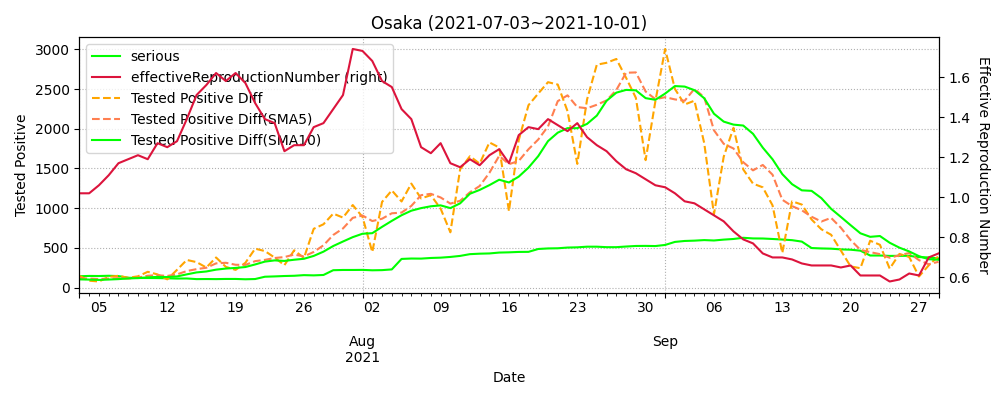 Osaka (2021-07-03~2021-10-01)
serious
effectiveReproductionNumber (right)
Tested Positive Diff
Tested Positive Diff(SMA5)
Tested Positive Diff(SMA10)
3000
2500
2000
1500
1000
500
0
Tested Positive
1.6
1.4
1.2
1.0
0.8
0.6
Effective Reproduction Number
05 12 19 26 02 09 16 23 30 06 13 20 27
Aug Sep
2021
Date